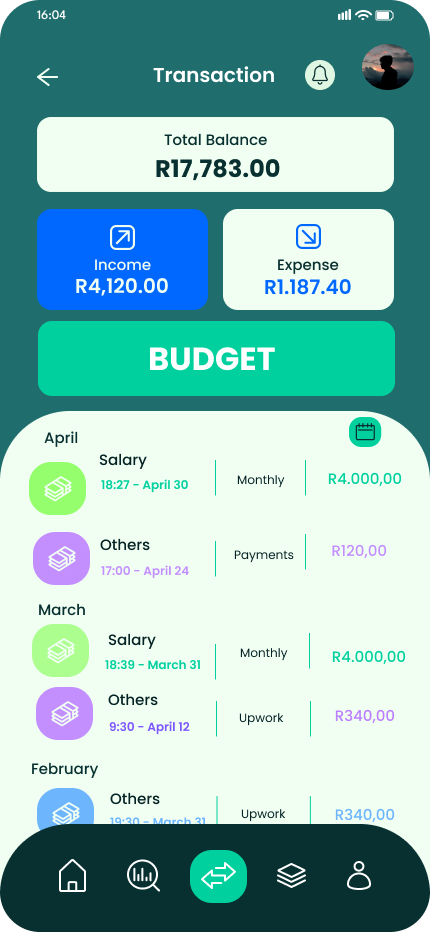 16:04
Transaction
Total Balance
R17,783.00
Income
R4,120.00
Expense
R1.187.40
BUDGET
April
Salary
18:27 - April 30
Monthly
R4.000,00
Others
17:00 - April 24
Payments
R120,00
March
Salary
18:39 - March 31
Monthly
R4.000,00
Others
9:30 - April 12
Upwork
R340,00
February
Others
19:30 - March 31
Upwork
R340,00